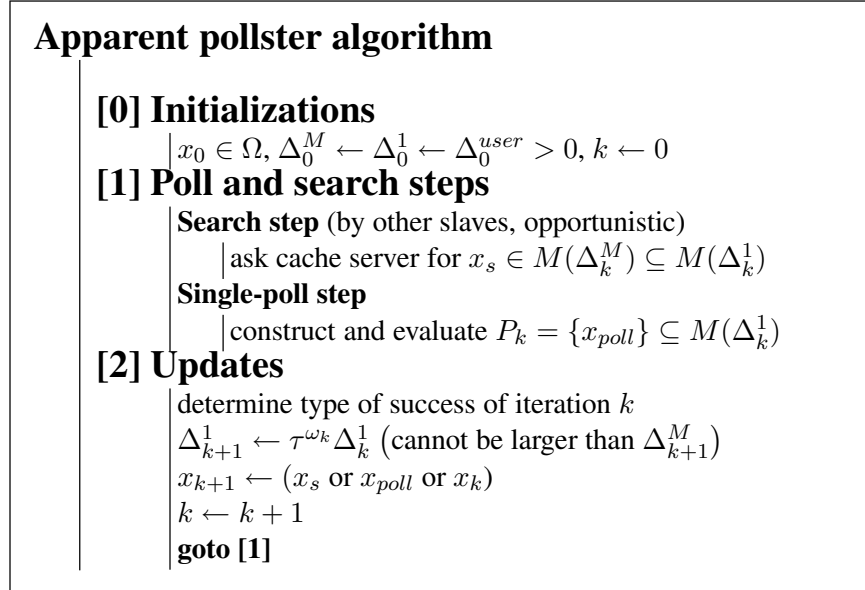 Apparent pollster algorithm
[0] Initializations
x_0 ∈ Ω, Δ_0^M ← Δ_0^1 ← Δ_0^{user} > 0, k ← 0
[1] Poll and search steps
Search step (by other slaves, opportunistic)
ask cache server for x_s ∈ M(Δ_k^M) ⊆ M(Δ_k^1)
Single-poll step
construct and evaluate P_k = {x_{poll}} ⊆ M(Δ_k^1)
[2] Updates
determine type of success of iteration k
Δ_{k+1}^1 ← τ^{ω_k} Δ_k^1 (cannot be larger than Δ_{k+1}^M)
x_{k+1} ← (x_s or x_{poll} or x_k)
k ← k + 1
goto [1]